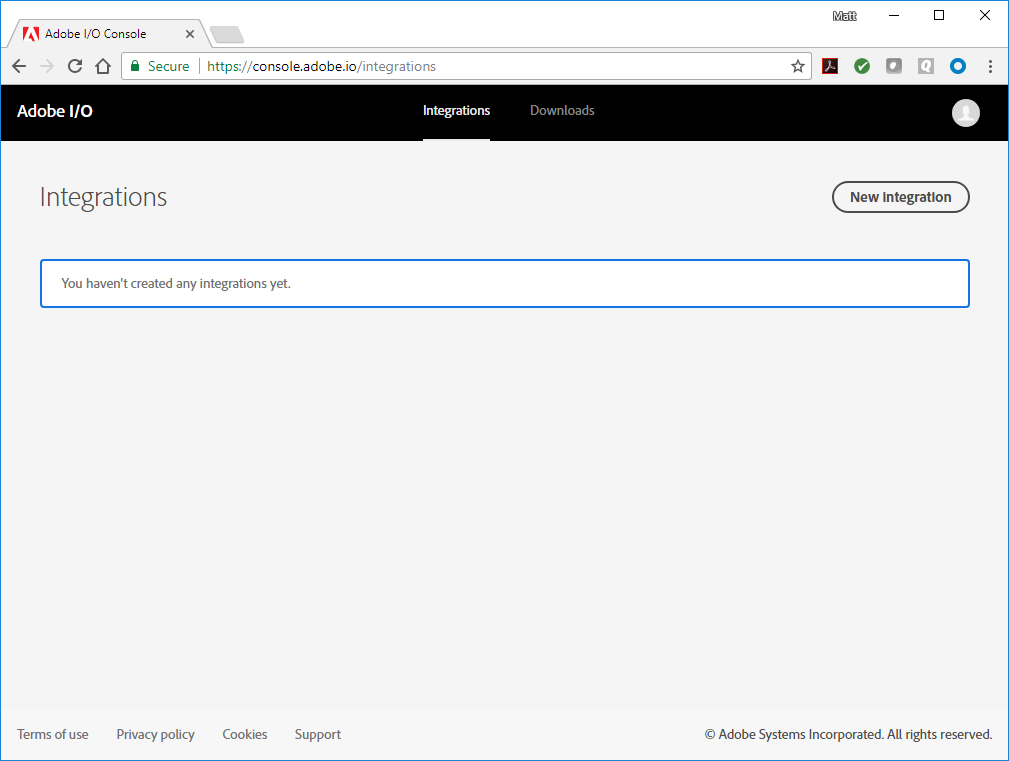 Matt
Adobe I/O Console
Secure https://console.adobe.io/integrations
Adobe I/O Integrations Downloads
Integrations New Integration
You haven't created any integrations yet.
Terms of use Privacy policy Cookies Support © Adobe Systems Incorporated. All rights reserved.